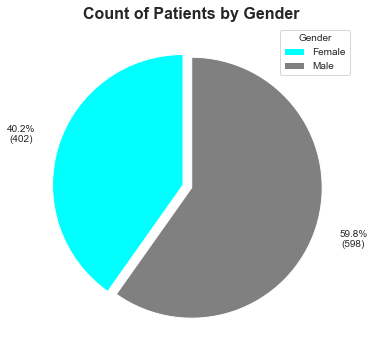 Count of Patients by Gender
Gender
Female
Male
40.2%
(402)
59.8%
(598)